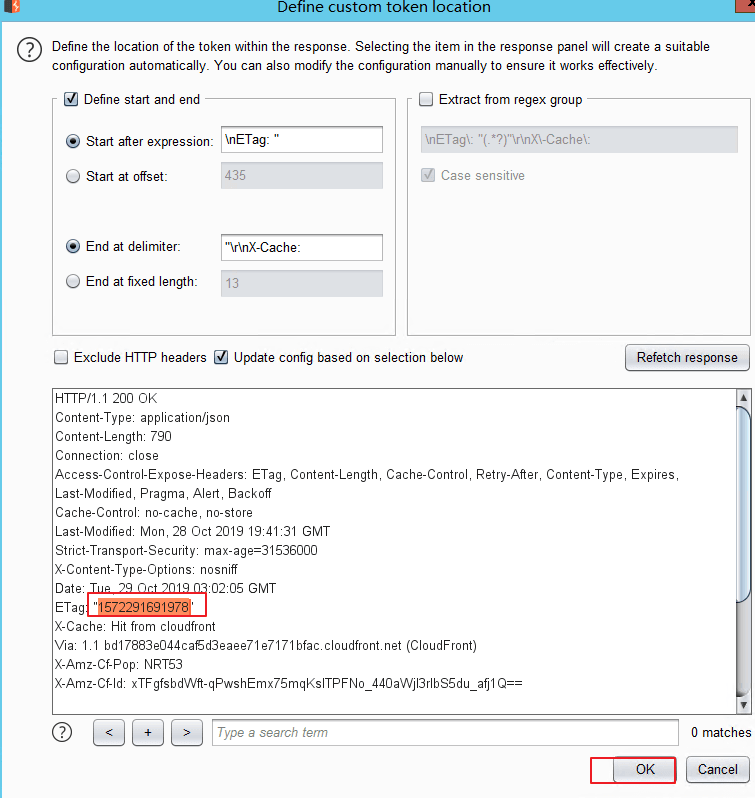 Define custom token location
Define the location of the token within the response. Selecting the item in the response panel will create a suitable
configuration automatically. You can also modify the configuration manually to ensure it works effectively.
Define start and end
Start after expression: \nETag: "
Start at offset: 435
End at delimiter: "\r\nX-Cache:
End at fixed length: 13
Extract from regex group
\nETag\: "(.*?)"\r\nX\-Cache\:
Case sensitive
Exclude HTTP headers Update config based on selection below Refetch response
HTTP/1.1 200 OK
Content-Type: application/json
Content-Length: 790
Connection: close
Access-Control-Expose-Headers: ETag, Content-Length, Cache-Control, Retry-After, Content-Type, Expires,
Last-Modified, Pragma, Alert, Backoff
Cache-Control: no-cache, no-store
Last-Modified: Mon, 28 Oct 2019 19:41:31 GMT
Strict-Transport-Security: max-age=31536000
X-Content-Type-Options: nosniff
Date: Tue, 29 Oct 2019 03:02:05 GMT
ETag: "1572291691978"
X-Cache: Hit from cloudfront
Via: 1.1 bd17883e044caf5d3eaee71e7171bfac.cloudfront.net (CloudFront)
X-Amz-Cf-Pop: NRT53
X-Amz-Cf-Id: xTFgfsbdWft-qPwshEmx75mqKslTPFNo_440aWjl3rlbS5du_afj1Q==
? < + > Type a search term 0 matches
OK Cancel